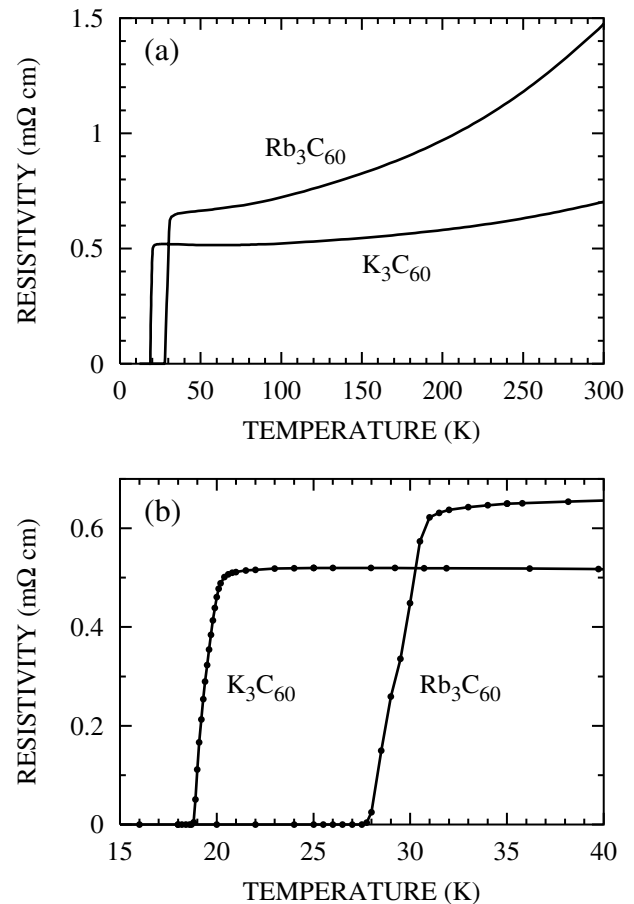 (a)
1.5
1
0.5
0
RESISTIVITY (mΩ cm)
Rb₃C₆₀
K₃C₆₀
0 50 100 150 200 250 300
TEMPERATURE (K)
(b)
0.6
0.4
0.2
0
RESISTIVITY (mΩ cm)
K₃C₆₀
Rb₃C₆₀
15 20 25 30 35 40
TEMPERATURE (K)